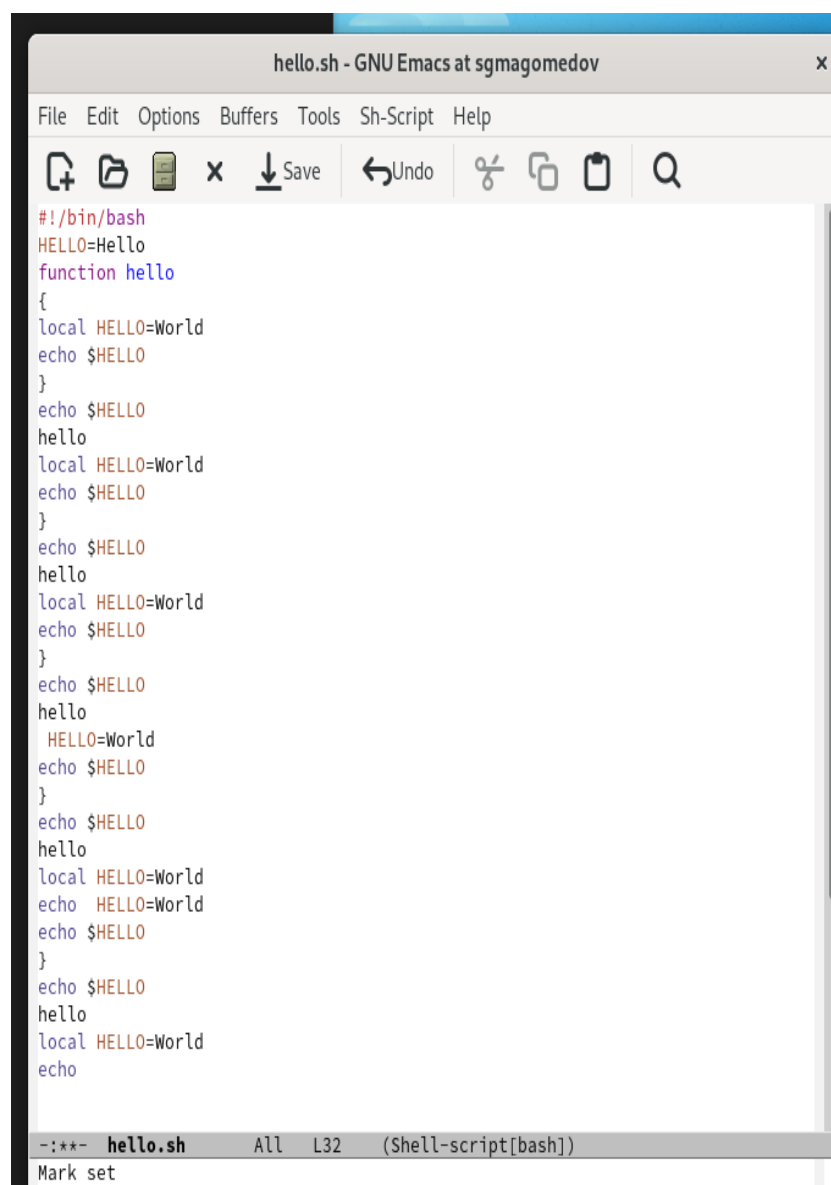 hello.sh - GNU Emacs at sgmagomedov
File Edit Options Buffers Tools Sh-Script Help
Save Undo
#!/bin/bash
HELLO=Hello
function hello
{
local HELLO=World
echo $HELLO
}
echo $HELLO
hello
local HELLO=World
echo $HELLO
}
echo $HELLO
hello
local HELLO=World
echo $HELLO
}
echo $HELLO
hello
 HELLO=World
echo $HELLO
}
echo $HELLO
hello
local HELLO=World
echo  HELLO=World
echo $HELLO
}
echo $HELLO
hello
local HELLO=World
echo
-:**-  hello.sh       All   L32    (Shell-script[bash])
Mark set